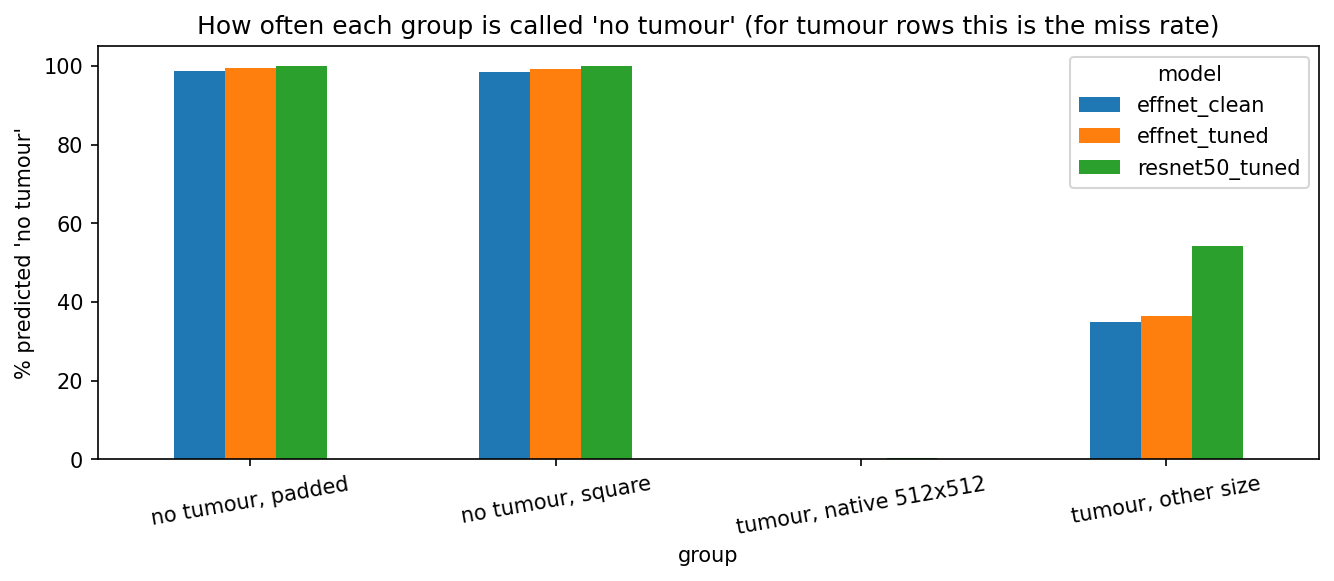 How often each group is called 'no tumour' (for tumour rows this is the miss rate)
% predicted 'no tumour'
100
80
60
40
20
0
model
effnet_clean
effnet_tuned
resnet50_tuned
no tumour, padded
no tumour, square
tumour, native 512x512
tumour, other size
group